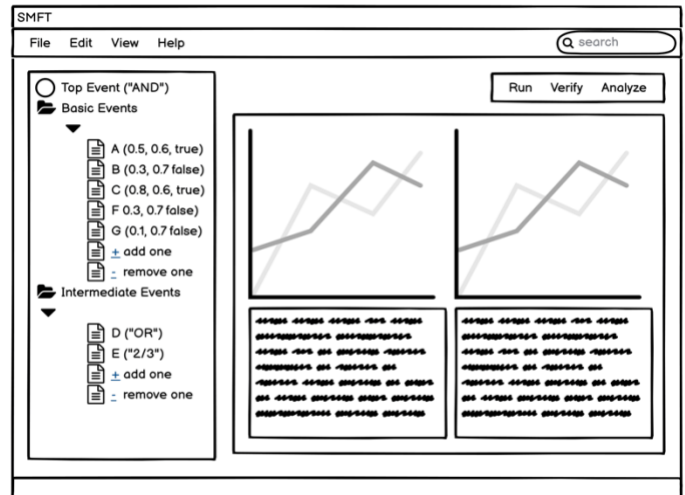 SMFT
File Edit View Help search
Run Verify Analyze
Top Event ("AND")
Basic Events
A (0.5, 0.6, true)
B (0.3, 0.7 false)
C (0.8, 0.6, true)
F 0.3, 0.7 false)
G (0.1, 0.7 false)
+ add one
- remove one
Intermediate Events
D ("OR")
E ("2/3")
+ add one
- remove one